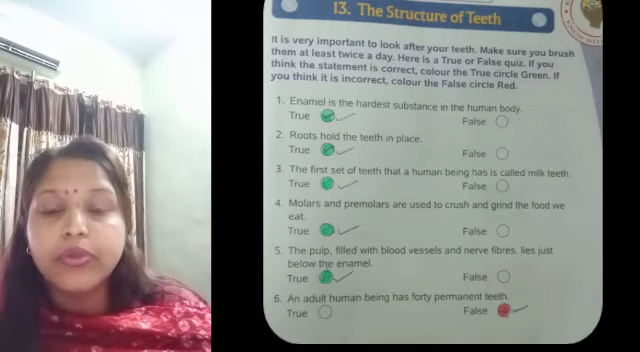 13. The Structure of Teeth
It is very important to look after your teeth. Make sure you brush
them at least twice a day. Here is a True or False quiz. If you
think the statement is correct, colour the True circle Green. If
you think it is incorrect, colour the False circle Red.
1. Enamel is the hardest substance in the human body.
True False
2. Roots hold the teeth in place.
True False
3. The first set of teeth that a human being has is called milk teeth.
True False
4. Molars and premolars are used to crush and grind the food we
eat.
True False
5. The pulp, filled with blood vessels and nerve fibres, lies just
below the enamel.
True False
6. An adult human being has forty permanent teeth.
True False